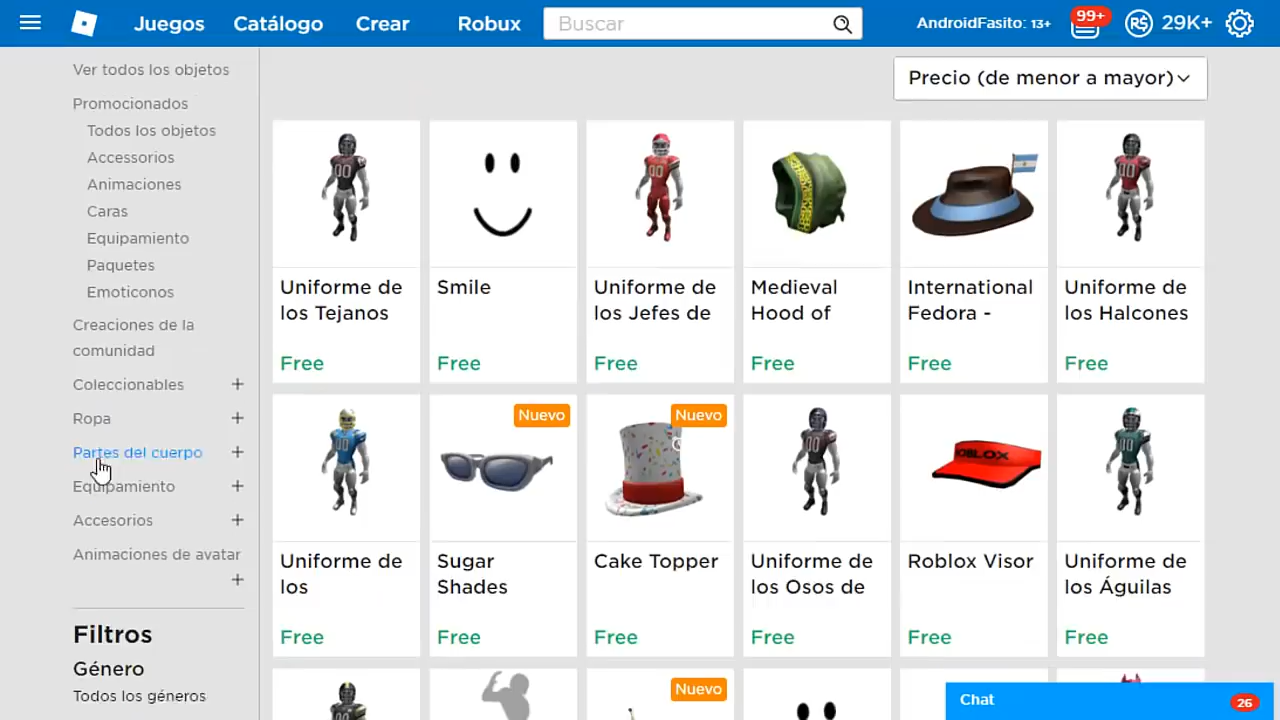 Juegos Catálogo Crear Robux Buscar AndroidFasito: 13+ 99+ R$ 29K+
Ver todos los objetos
Promocionados
Todos los objetos
Accessorios
Animaciones
Caras
Equipamiento
Paquetes
Emoticonos
Creaciones de la
comunidad
Coleccionables +
Ropa +
Partes del cuerpo +
Equipamiento +
Accesorios +
Animaciones de avatar
+
Filtros
Género
Todos los géneros
Precio (de menor a mayor)
Uniforme de
los Tejanos
Free
Smile
Free
Uniforme de
los Jefes de
Free
Medieval
Hood of
Free
International
Fedora -
Free
Uniforme de
los Halcones
Free
Uniforme de
los
Free
Nuevo
Sugar
Shades
Free
Nuevo
Cake Topper
Free
Uniforme de
los Osos de
Free
ROBLOX
Roblox Visor
Free
Uniforme de
los Águilas
Free
Nuevo
Chat 26